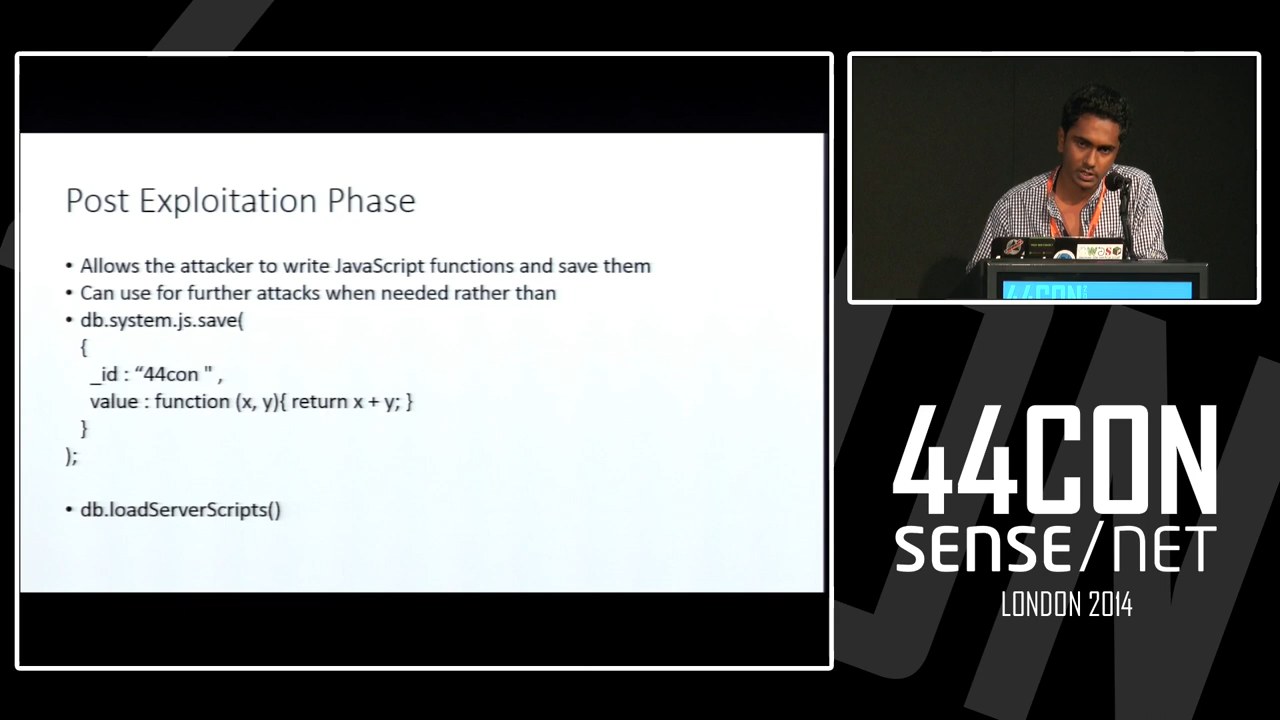 Post Exploitation Phase
• Allows the attacker to write JavaScript functions and save them
• Can use for further attacks when needed rather than
• db.system.js.save(
{
_id : “44con " ,
value : function (x, y){ return x + y; }
}
);
• db.loadServerScripts()
44CON
44CON
SENSE/NET
LONDON 2014